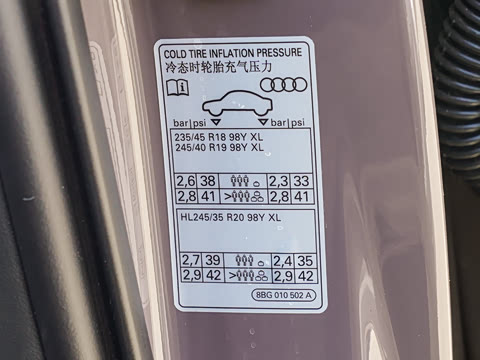 COLD TIRE INFLATION PRESSURE
冷态时轮胎充气压力
bar|psi bar|psi
235/45 R18 98Y XL
245/40 R19 98Y XL
2,6 38 2,3 33
2,8 41 > 2,8 41
HL245/35 R20 98Y XL
2,7 39 2,4 35
2,9 42 > 2,9 42
8BG 010 502 A